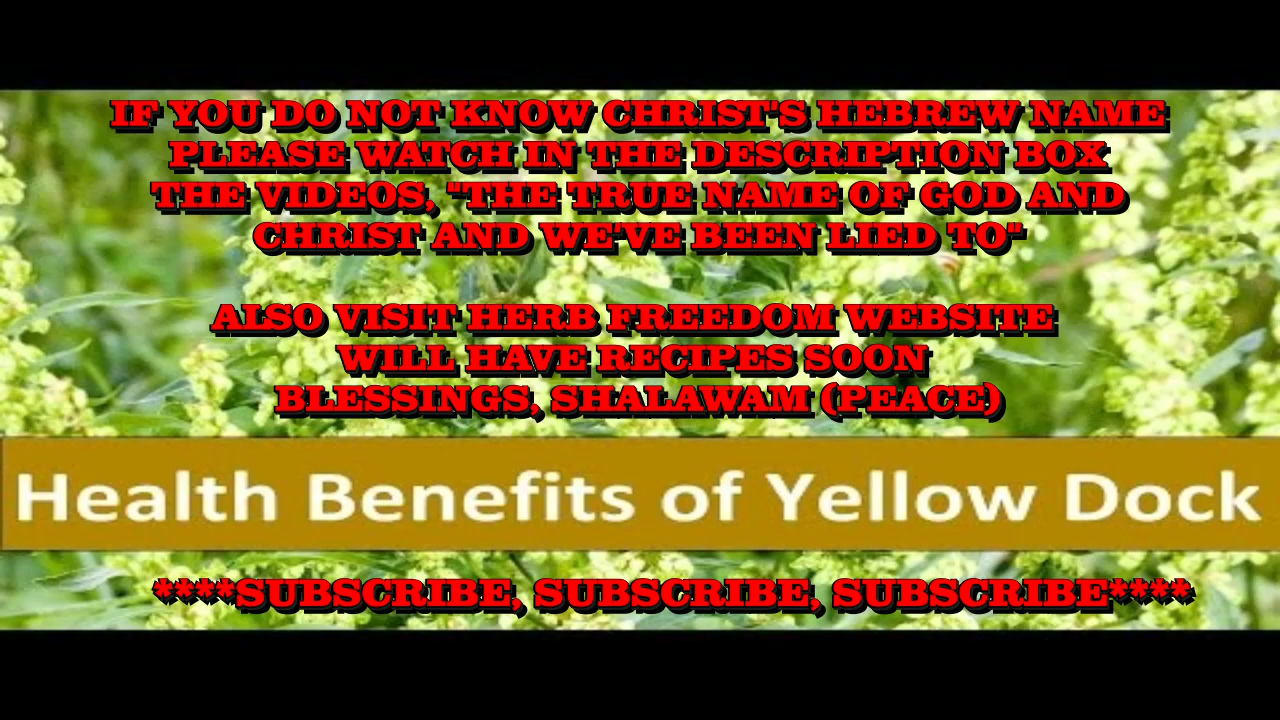 IF YOU DO NOT KNOW CHRIST'S HEBREW NAME
PLEASE WATCH IN THE DESCRIPTION BOX
THE VIDEOS, "THE TRUE NAME OF GOD AND
CHRIST AND WE'VE BEEN LIED TO"
ALSO VISIT HERB FREEDOM WEBSITE
WILL HAVE RECIPES SOON
BLESSINGS, SHALAWAM (PEACE)
Health Benefits of Yellow Dock
****SUBSCRIBE, SUBSCRIBE, SUBSCRIBE****